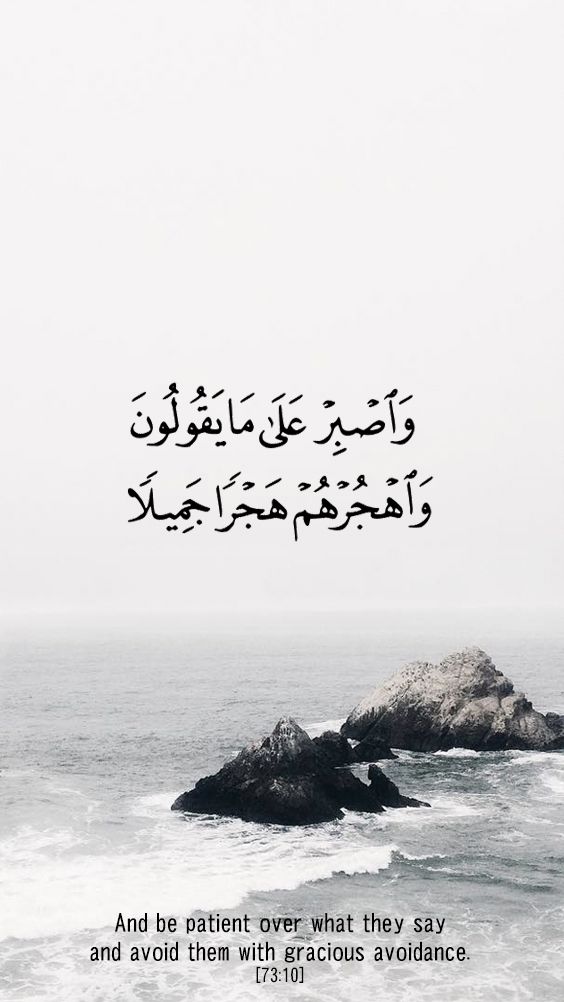 وَٱصْبِرْ عَلَىٰ مَا يَقُولُونَ
وَٱهْجُرْهُمْ هَجْرًا جَمِيلًا
And be patient over what they say
and avoid them with gracious avoidance.
[73:10]